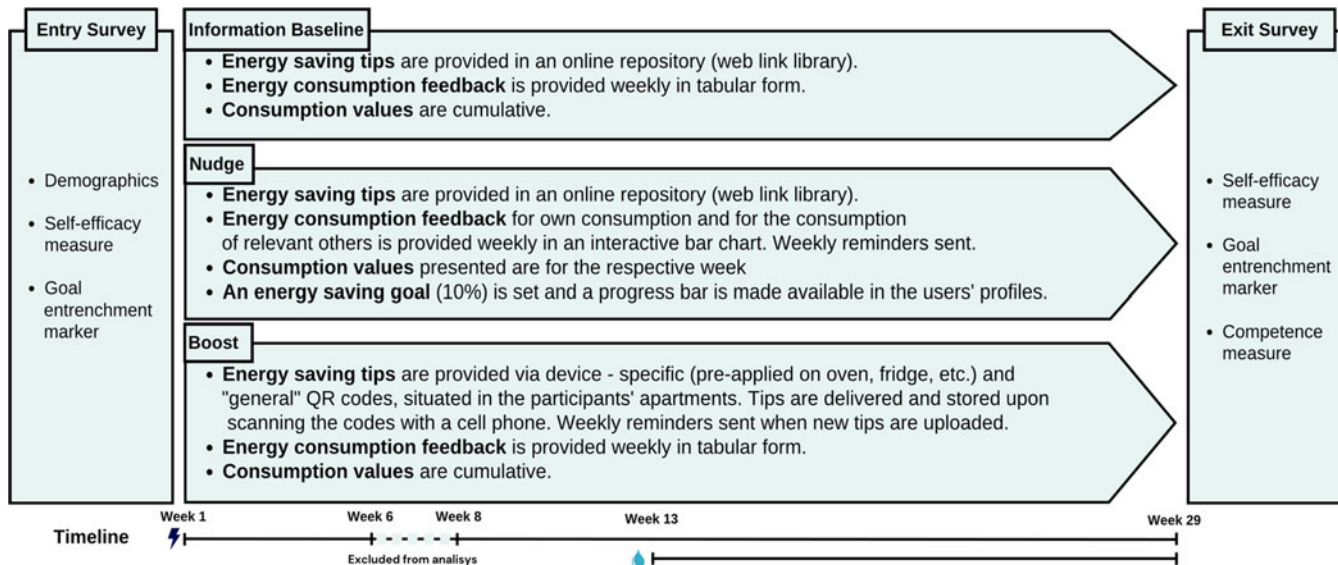 Entry Survey
• Demographics
• Self-efficacy
measure
• Goal
entrenchment
marker
Information Baseline
• Energy saving tips are provided in an online repository (web link library).
• Energy consumption feedback is provided weekly in tabular form.
• Consumption values are cumulative.
Nudge
• Energy saving tips are provided in an online repository (web link library).
• Energy consumption feedback for own consumption and for the consumption
of relevant others is provided weekly in an interactive bar chart. Weekly reminders sent.
• Consumption values presented are for the respective week
• An energy saving goal (10%) is set and a progress bar is made available in the users' profiles.
Boost
• Energy saving tips are provided via device - specific (pre-applied on oven, fridge, etc.) and
"general" QR codes, situated in the participants' apartments. Tips are delivered and stored upon
scanning the codes with a cell phone. Weekly reminders sent when new tips are uploaded.
• Energy consumption feedback is provided weekly in tabular form.
• Consumption values are cumulative.
Exit Survey
• Self-efficacy
measure
• Goal
entrenchment
marker
• Competence
measure
Timeline
Week 1
Week 6
Week 8
Week 13
Week 29
Excluded from analisys